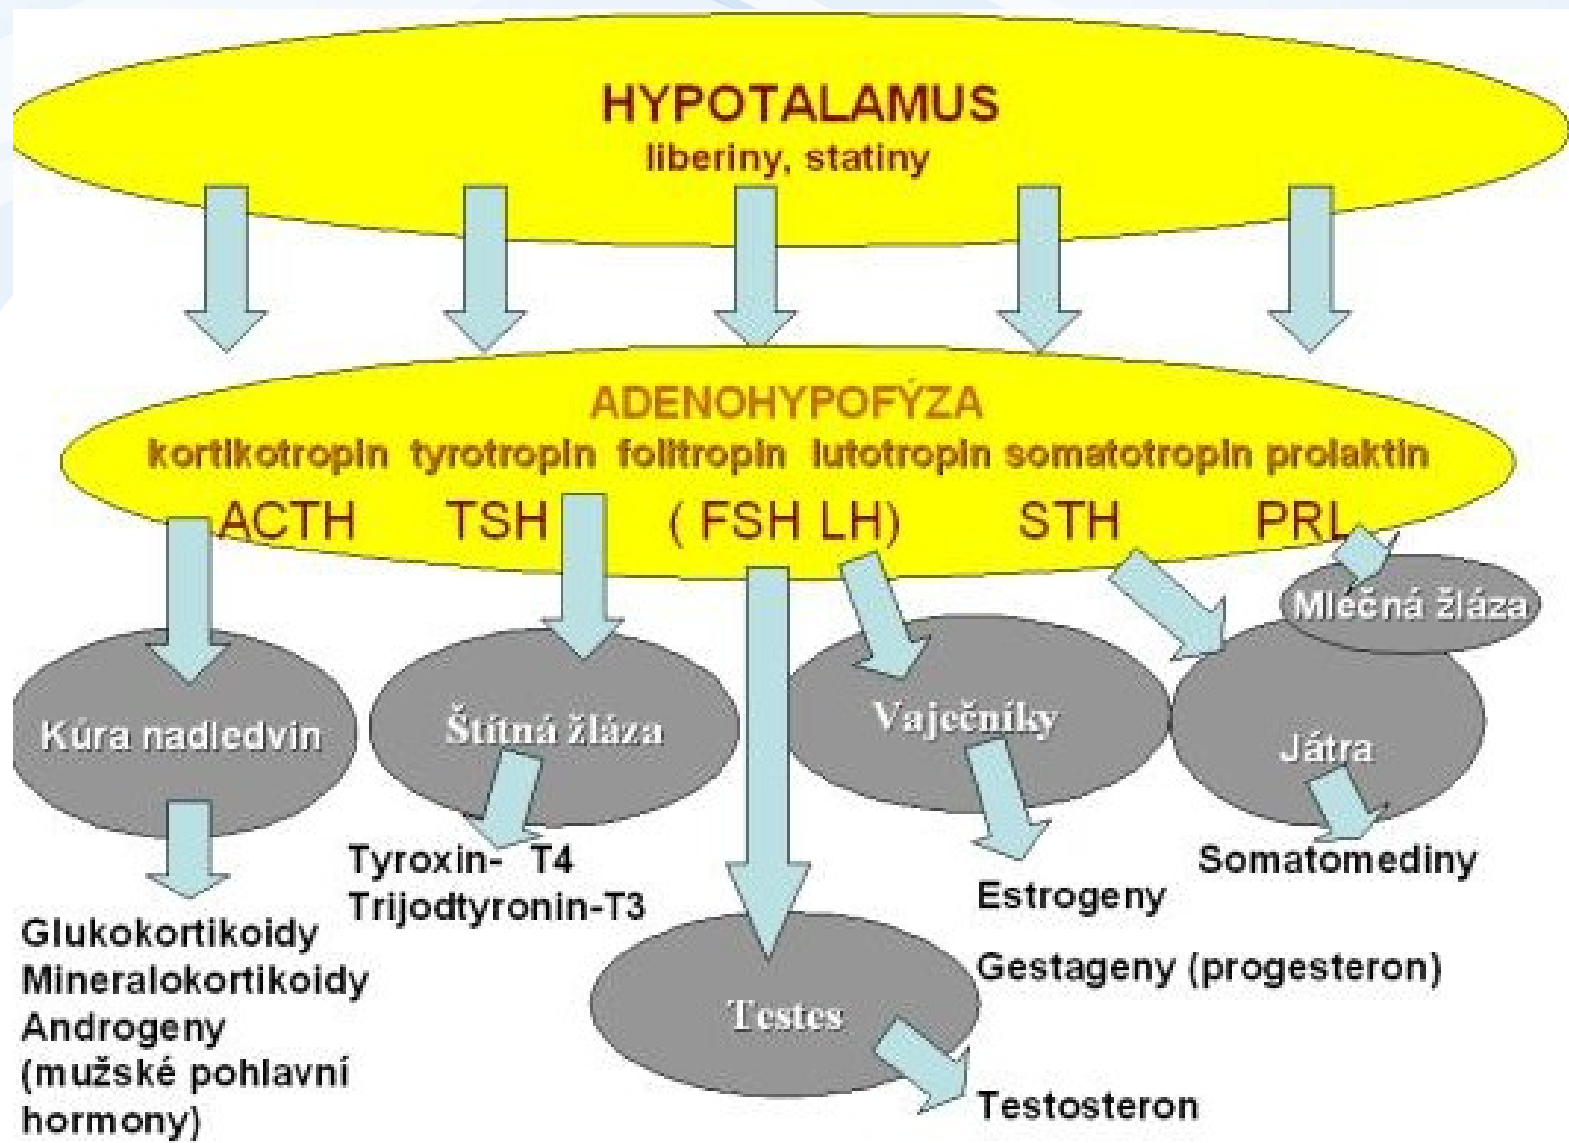 HYPOTALAMUS
liberiny, statiny
ADENOHYPOFÝZA
kortikotropin tyrotropin folitropin lutotropin somatotropin prolaktin
ACTH TSH ( FSH LH) STH PRL
Mlečná žláza
Kúra nadledvin
Štítná žláza
Vaječníky
Játra
Tyroxin- T4
Trijodtyronin-T3
Somatomediny
Estrogeny
Gestageny (progesteron)
Glukokortikoidy
Mineralokortikoidy
Androgeny
(mužské pohlavní
hormony)
Testes
Testosteron